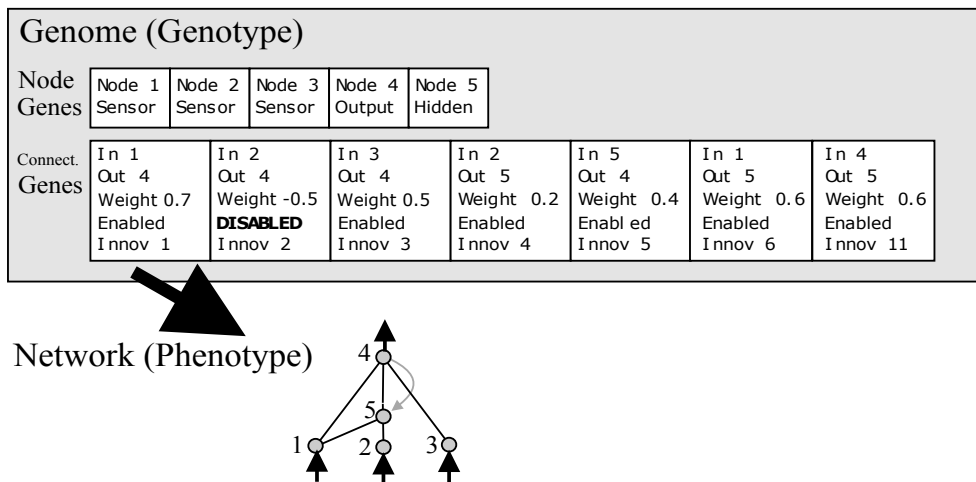 Genome (Genotype)
Node Genes
Node 1 Sensor
Node 2 Sensor
Node 3 Sensor
Node 4 Output
Node 5 Hidden
Connect. Genes
In 1
Out 4
Weight 0.7
Enabled
Innov 1
In 2
Out 4
Weight -0.5
DISABLED
Innov 2
In 3
Out 4
Weight 0.5
Enabled
Innov 3
In 2
Out 5
Weight 0.2
Enabled
Innov 4
In 5
Out 4
Weight 0.4
Enabled
Innov 5
In 1
Out 5
Weight 0.6
Enabled
Innov 6
In 4
Out 5
Weight 0.6
Enabled
Innov 11
Network (Phenotype)
4
5
1
2
3